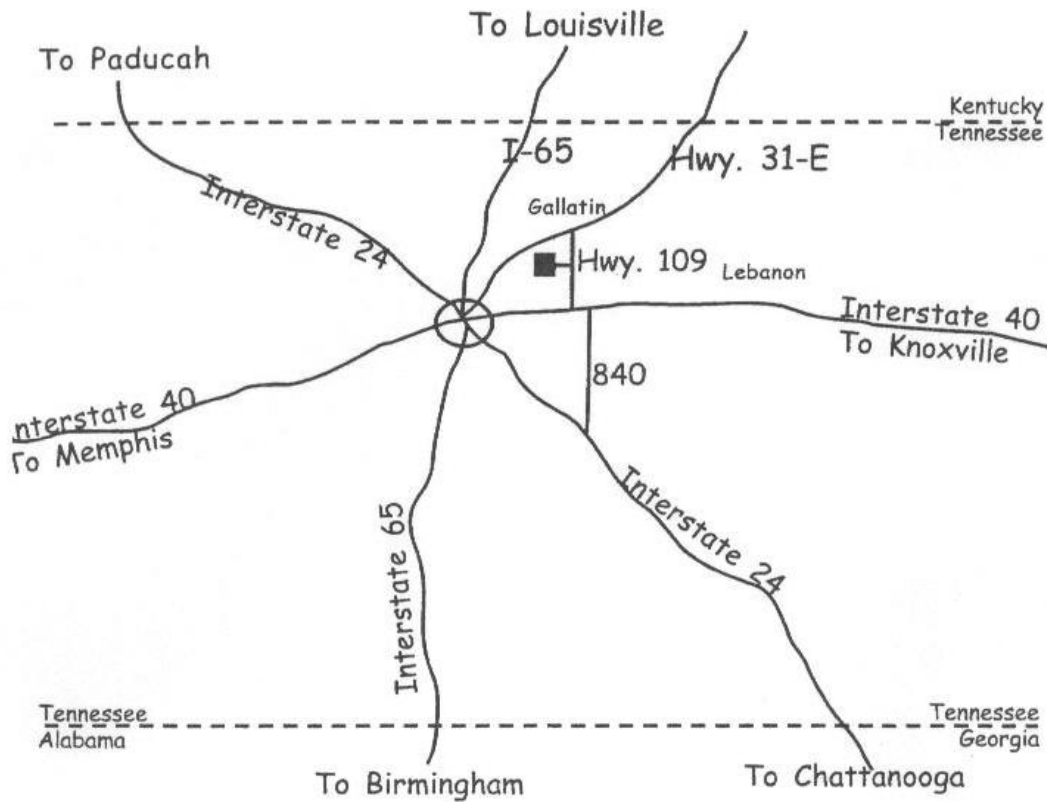 To Louisville
To Paducah
Kentucky
Tennessee
I-65
Hwy. 31-E
Interstate 24
Gallatin
Hwy. 109
Lebanon
Interstate 40
To Knoxville
840
nterstate 40
To Memphis
Interstate 65
Interstate 24
Tennessee
Alabama
Tennessee
Georgia
To Birmingham
To Chattanooga